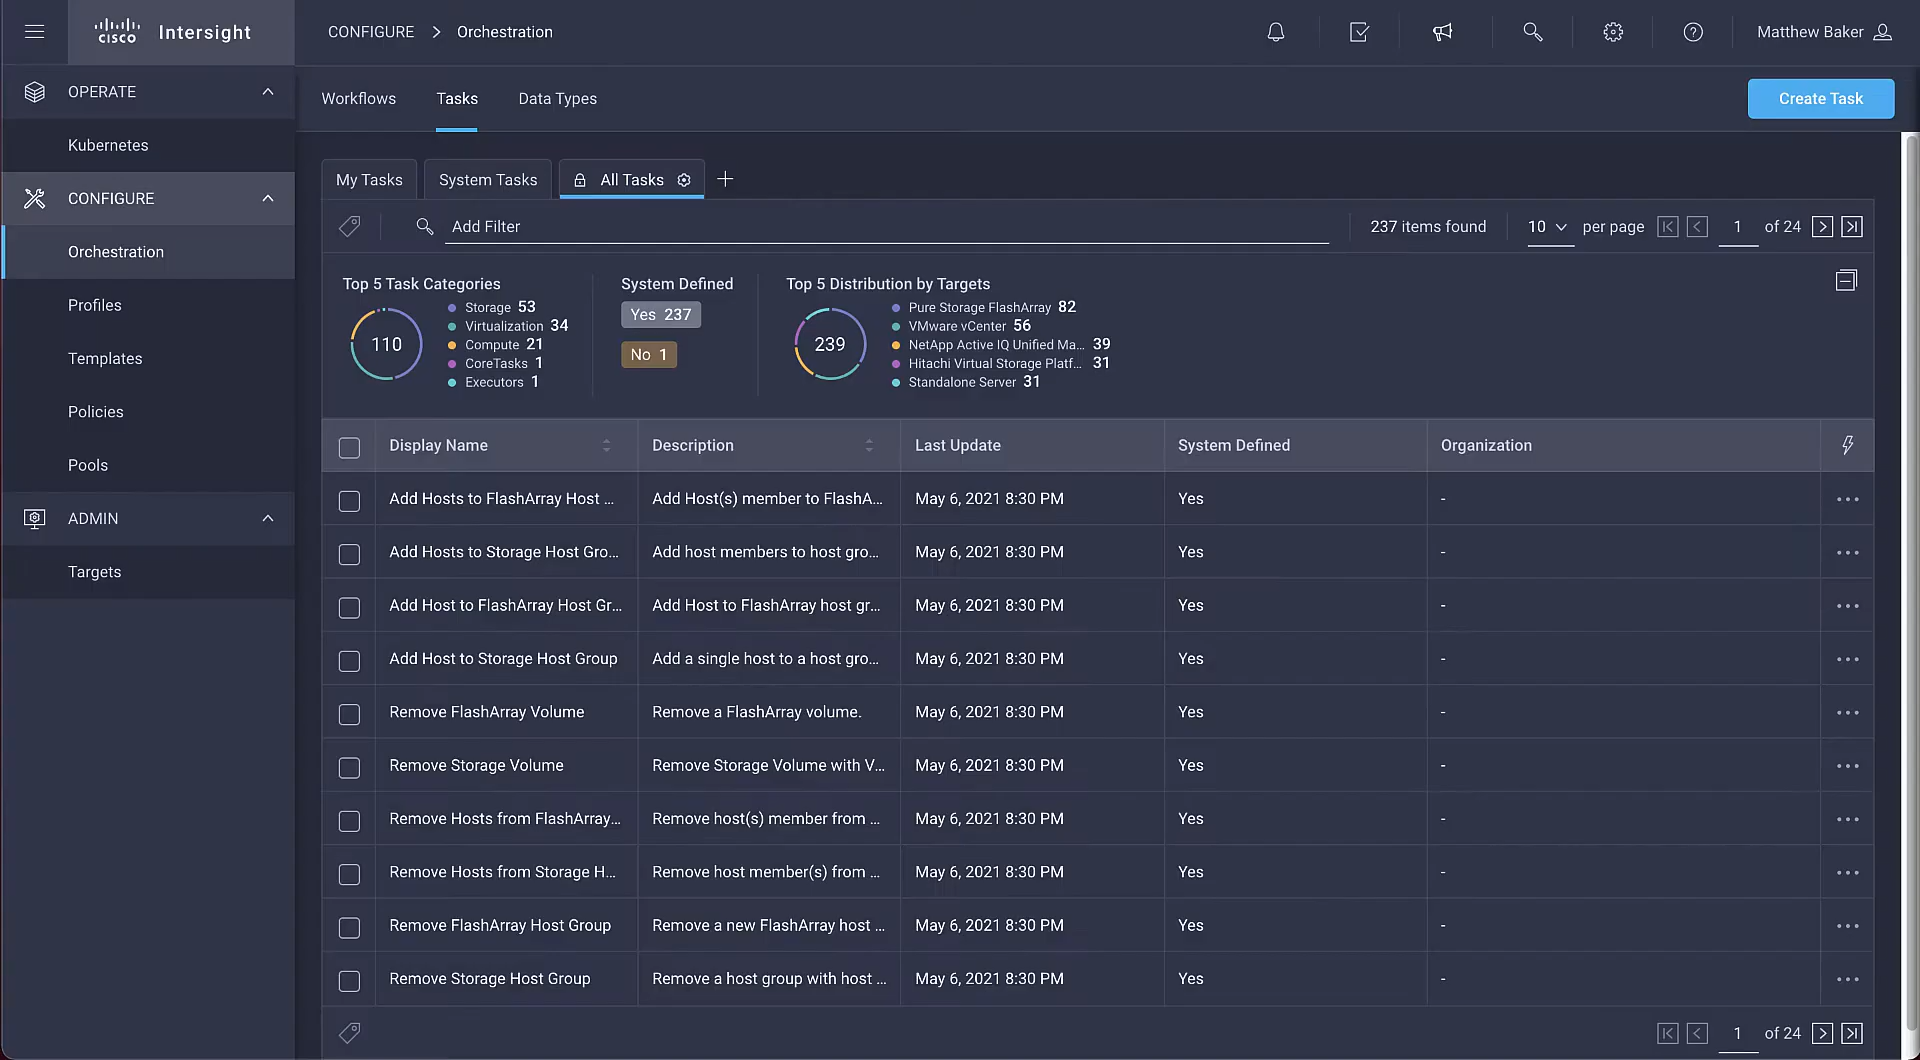 cisco Intersight
CONFIGURE > Orchestration
Matthew Baker
OPERATE
Kubernetes
CONFIGURE
Orchestration
Profiles
Templates
Policies
Pools
ADMIN
Targets
Workflows Tasks Data Types
Create Task
My Tasks System Tasks All Tasks
Add Filter
237 items found 10 per page 1 of 24
Top 5 Task Categories
110
Storage 53
Virtualization 34
Compute 21
CoreTasks 1
Executors 1
System Defined
Yes 237
No 1
Top 5 Distribution by Targets
239
Pure Storage FlashArray 82
VMware vCenter 56
NetApp Active IQ Unified Ma... 39
Hitachi Virtual Storage Platf... 31
Standalone Server 31
Display Name Description Last Update System Defined Organization
Add Hosts to FlashArray Host ... Add Host(s) member to FlashA... May 6, 2021 8:30 PM Yes -
Add Hosts to Storage Host Gro... Add host members to host gro... May 6, 2021 8:30 PM Yes -
Add Host to FlashArray Host Gr... Add Host to FlashArray host gr... May 6, 2021 8:30 PM Yes -
Add Host to Storage Host Group Add a single host to a host gro... May 6, 2021 8:30 PM Yes -
Remove FlashArray Volume Remove a FlashArray volume. May 6, 2021 8:30 PM Yes -
Remove Storage Volume Remove Storage Volume with V... May 6, 2021 8:30 PM Yes -
Remove Hosts from FlashArray... Remove host(s) member from ... May 6, 2021 8:30 PM Yes -
Remove Hosts from Storage H... Remove host member(s) from ... May 6, 2021 8:30 PM Yes -
Remove FlashArray Host Group Remove a new FlashArray host ... May 6, 2021 8:30 PM Yes -
Remove Storage Host Group Remove a host group with host ... May 6, 2021 8:30 PM Yes -
1 of 24